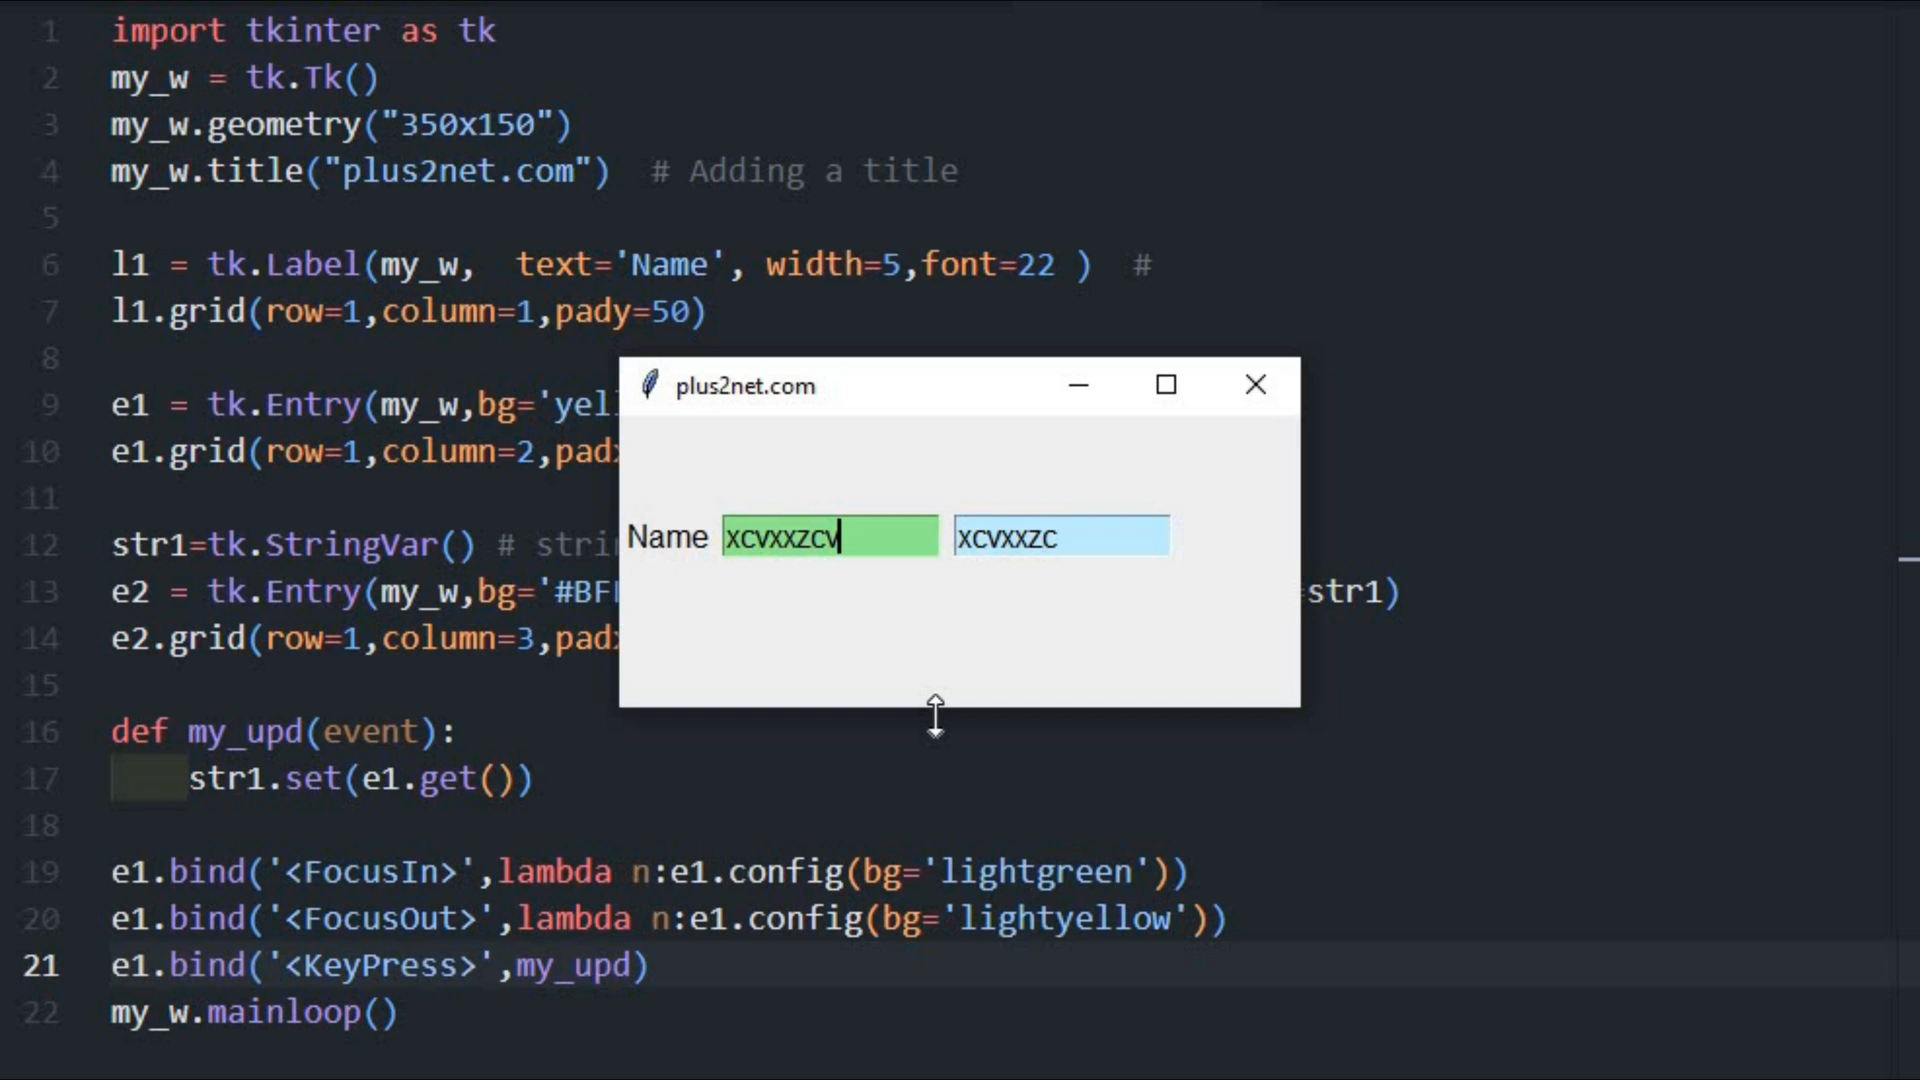 1 import tkinter as tk
2 my_w = tk.Tk()
3 my_w.geometry("350x150")
4 my_w.title("plus2net.com")  # Adding a title
5
6 l1 = tk.Label(my_w,  text='Name', width=5,font=22 )  #
7 l1.grid(row=1,column=1,pady=50)
8
9 e1 = tk.Entry(my_w,bg='yel
10 e1.grid(row=1,column=2,pad
11
12 str1=tk.StringVar() # stri
13 e2 = tk.Entry(my_w,bg='#BF =str1)
14 e2.grid(row=1,column=3,pad
15
16 def my_upd(event):
17     str1.set(e1.get())
18
19 e1.bind('<FocusIn>',lambda n:e1.config(bg='lightgreen'))
20 e1.bind('<FocusOut>',lambda n:e1.config(bg='lightyellow'))
21 e1.bind('<KeyPress>',my_upd)
22 my_w.mainloop()
plus2net.com
Name xcvxxzcv xcvxxzc